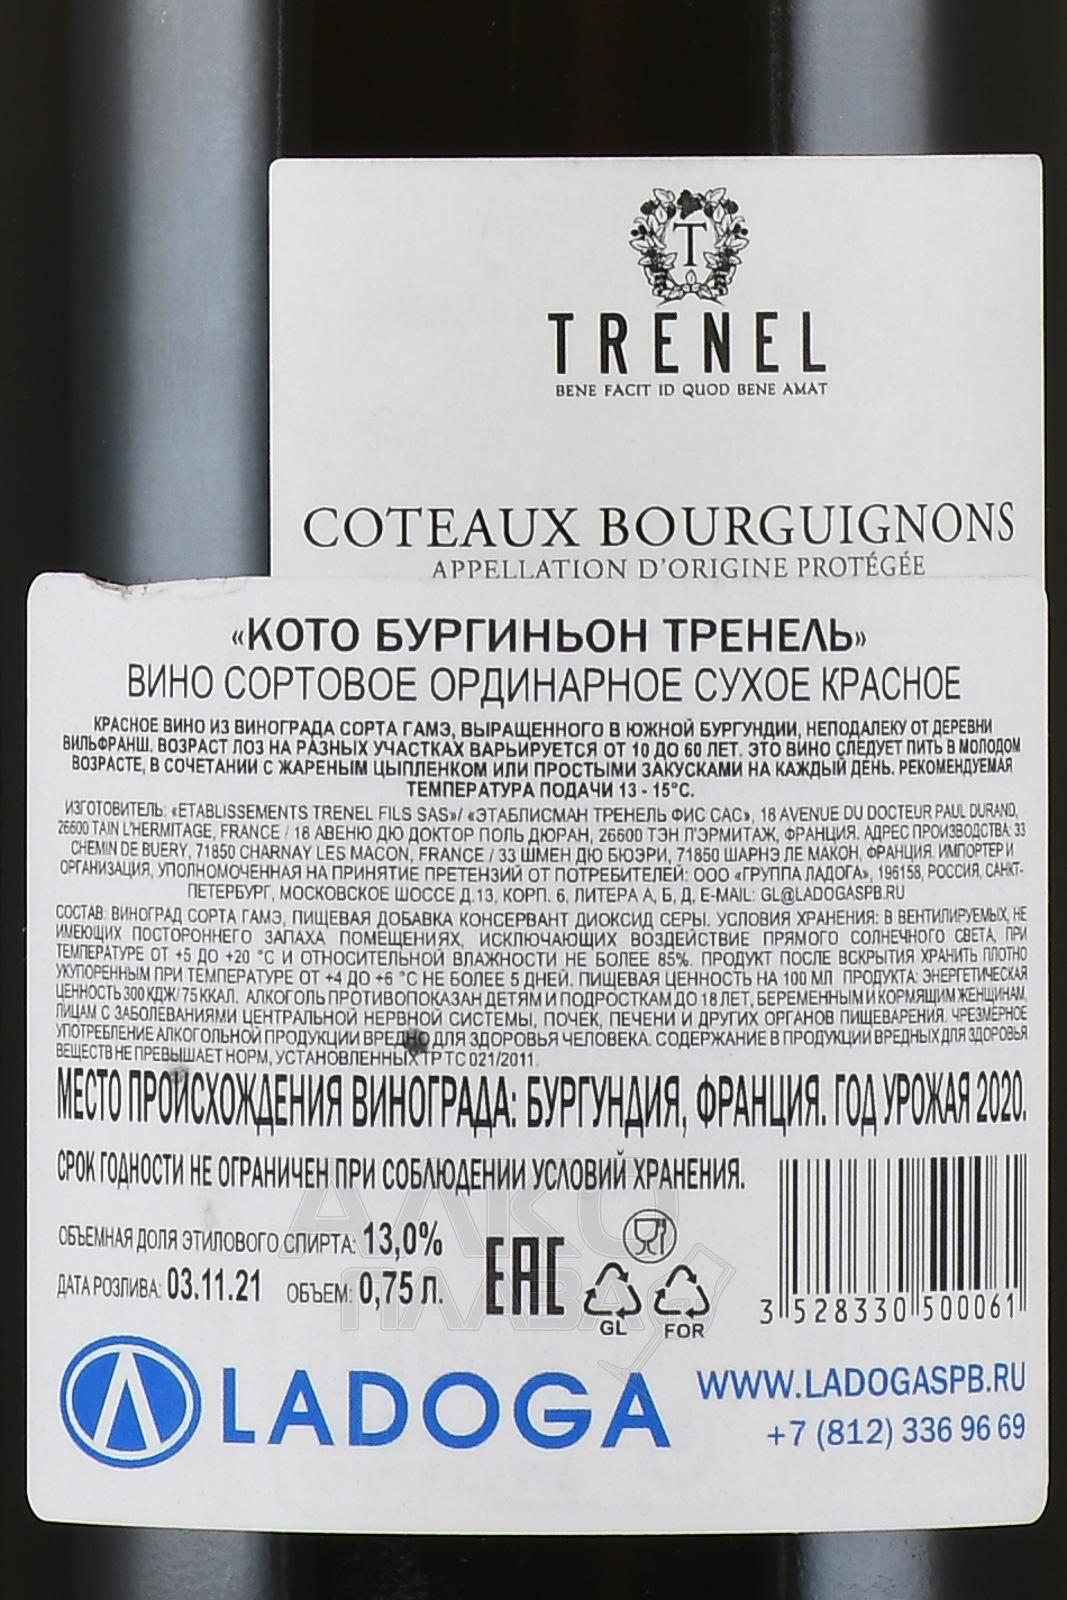 T
TRENEL
BENE FACIT ID QUOD BENE AMAT
COTEAUX BOURGUIGNONS
APPELLATION D'ORIGINE PROTÉGÉE
«КОТО БУРГИНЬОН ТРЕНЕЛЬ»
ВИНО СОРТОВОЕ ОРДИНАРНОЕ СУХОЕ КРАСНОЕ
КРАСНОЕ ВИНО ИЗ ВИНОГРАДА СОРТА ГАМЭ, ВЫРАЩЕННОГО В ЮЖНОЙ БУРГУНДИИ, НЕПОДАЛЕКУ ОТ ДЕРЕВНИ
ВИЛЬФРАНШ. ВОЗРАСТ ЛОЗ НА РАЗНЫХ УЧАСТКАХ ВАРЬИРУЕТСЯ ОТ 10 ДО 60 ЛЕТ. ЭТО ВИНО СЛЕДУЕТ ПИТЬ В МОЛОДОМ
ВОЗРАСТЕ, В СОЧЕТАНИИ С ЖАРЕНЫМ ЦЫПЛЕНКОМ ИЛИ ПРОСТЫМИ ЗАКУСКАМИ НА КАЖДЫЙ ДЕНЬ. РЕКОМЕНДУЕМАЯ
ТЕМПЕРАТУРА ПОДАЧИ 13 - 15°С.
ИЗГОТОВИТЕЛЬ: «ETABLISSEMENTS TRENEL FILS SAS»/ «ЭТАБЛИСМАН ТРЕНЕЛЬ ФИС САС», 18 AVENUE DU DOCTEUR PAUL DURAND,
26600 TAIN L'HERMITAGE, FRANCE / 18 АВЕНЮ ДЮ ДОКТОР ПОЛЬ ДЮРАН, 26600 ТЭН Л'ЭРМИТАЖ, ФРАНЦИЯ. АДРЕС ПРОИЗВОДСТВА: 33
CHEMIN DE BUERY, 71850 CHARNAY LES MACON, FRANCE / 33 ШМЕН ДЮ БЮЭРИ, 71850 ШАРНЭ ЛЕ МАКОН, ФРАНЦИЯ. ИМПОРТЕР И
ОРГАНИЗАЦИЯ, УПОЛНОМОЧЕННАЯ НА ПРИНЯТИЕ ПРЕТЕНЗИЙ ОТ ПОТРЕБИТЕЛЕЙ: ООО «ГРУППА ЛАДОГА», 196158, РОССИЯ, САНКТ-
ПЕТЕРБУРГ, МОСКОВСКОЕ ШОССЕ Д.13, КОРП. 6, ЛИТЕРА А, Б, Д, E-MAIL: GL@LADOGASPB.RU
СОСТАВ: ВИНОГРАД СОРТА ГАМЭ, ПИЩЕВАЯ ДОБАВКА КОНСЕРВАНТ ДИОКСИД СЕРЫ. УСЛОВИЯ ХРАНЕНИЯ: В ВЕНТИЛИРУЕМЫХ, НЕ
ИМЕЮЩИХ ПОСТОРОННЕГО ЗАПАХА ПОМЕЩЕНИЯХ, ИСКЛЮЧАЮЩИХ ВОЗДЕЙСТВИЕ ПРЯМОГО СОЛНЕЧНОГО СВЕТА, ПРИ
ТЕМПЕРАТУРЕ ОТ +5 ДО +20 °С И ОТНОСИТЕЛЬНОЙ ВЛАЖНОСТИ НЕ БОЛЕЕ 85%. ПРОДУКТ ПОСЛЕ ВСКРЫТИЯ ХРАНИТЬ ПЛОТНО
УКУПОРЕННЫМ ПРИ ТЕМПЕРАТУРЕ ОТ +4 ДО +6 °С НЕ БОЛЕЕ 5 ДНЕЙ. ПИЩЕВАЯ ЦЕННОСТЬ НА 100 МЛ ПРОДУКТА: ЭНЕРГЕТИЧЕСКАЯ
ЦЕННОСТЬ 300 КДЖ/ 75 ККАЛ. АЛКОГОЛЬ ПРОТИВОПОКАЗАН ДЕТЯМ И ПОДРОСТКАМ ДО 18 ЛЕТ, БЕРЕМЕННЫМ И КОРМЯЩИМ ЖЕНЩИНАМ,
ЛИЦАМ С ЗАБОЛЕВАНИЯМИ ЦЕНТРАЛЬНОЙ НЕРВНОЙ СИСТЕМЫ, ПОЧЕК, ПЕЧЕНИ И ДРУГИХ ОРГАНОВ ПИЩЕВАРЕНИЯ. ЧРЕЗМЕРНОЕ
УПОТРЕБЛЕНИЕ АЛКОГОЛЬНОЙ ПРОДУКЦИИ ВРЕДНО ДЛЯ ЗДОРОВЬЯ ЧЕЛОВЕКА. СОДЕРЖАНИЕ В ПРОДУКЦИИ ВРЕДНЫХ ДЛЯ ЗДОРОВЬЯ
ВЕЩЕСТВ НЕ ПРЕВЫШАЕТ НОРМ, УСТАНОВЛЕННЫХ ТР ТС 021/2011.
МЕСТО ПРОИСХОЖДЕНИЯ ВИНОГРАДА: БУРГУНДИЯ, ФРАНЦИЯ. ГОД УРОЖАЯ 2020.
СРОК ГОДНОСТИ НЕ ОГРАНИЧЕН ПРИ СОБЛЮДЕНИИ УСЛОВИЙ ХРАНЕНИЯ.
ОБЪЕМНАЯ ДОЛЯ ЭТИЛОВОГО СПИРТА: 13,0%
ДАТА РОЗЛИВА: 03.11.21 ОБЪЕМ: 0,75 Л.
ЕАС
GL FOR
3 528330 500061
АЛКО
ПЛАЗА.ru
LADOGA
WWW.LADOGASPB.RU
+7 (812) 336 96 69